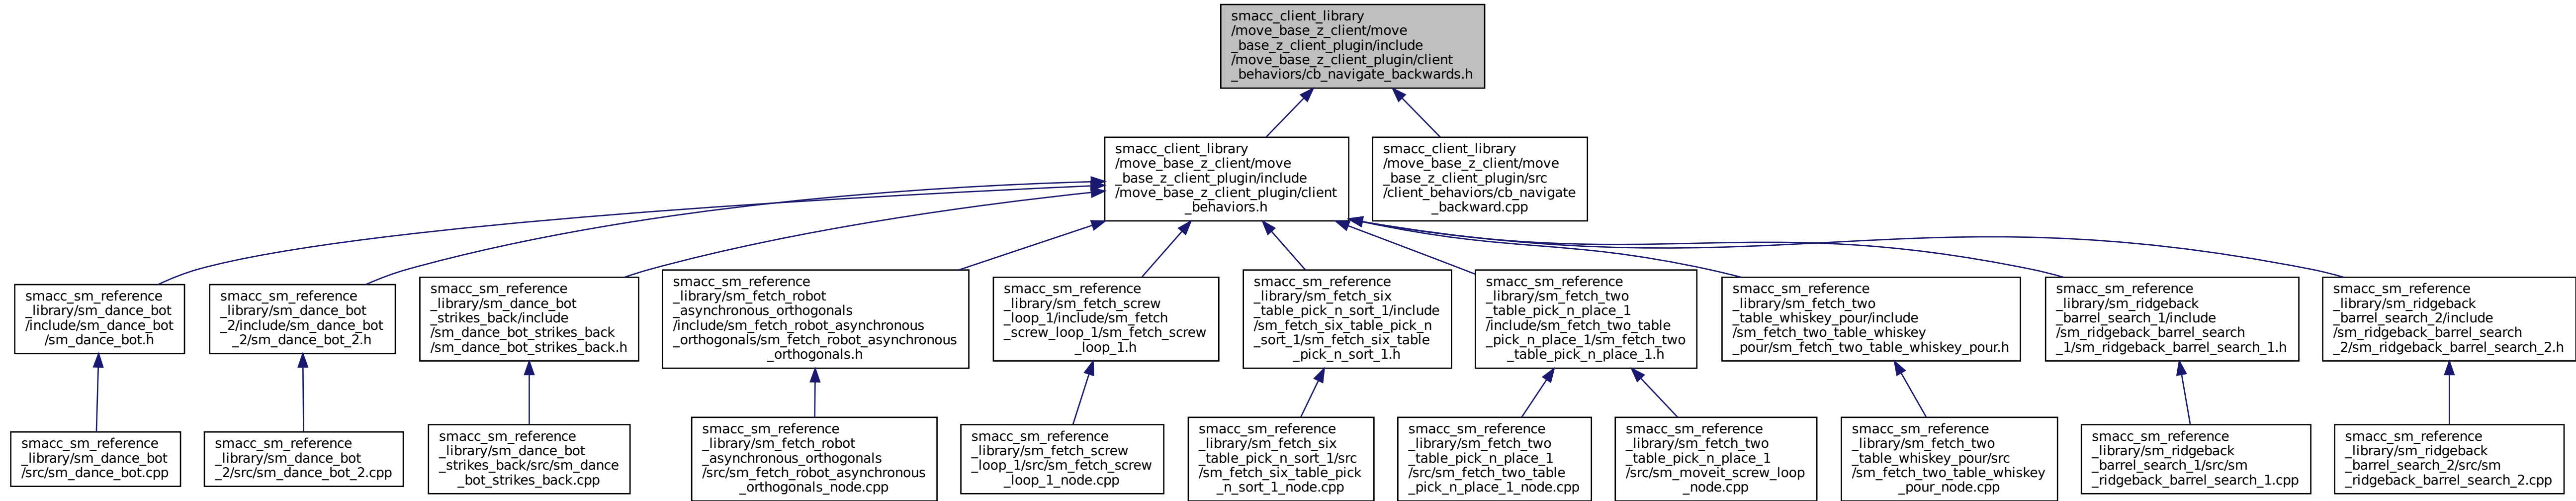 smacc_client_library
/move_base_z_client/move
_base_z_client_plugin/include
/move_base_z_client_plugin/client
_behaviors/cb_navigate_backwards.h
smacc_client_library
/move_base_z_client/move
_base_z_client_plugin/include
/move_base_z_client_plugin/client
_behaviors.h
smacc_client_library
/move_base_z_client/move
_base_z_client_plugin/src
/client_behaviors/cb_navigate
_backward.cpp
smacc_sm_reference
_library/sm_dance_bot
/include/sm_dance_bot
/sm_dance_bot.h
smacc_sm_reference
_library/sm_dance_bot
_2/include/sm_dance_bot
_2/sm_dance_bot_2.h
smacc_sm_reference
_library/sm_dance_bot
_strikes_back/include
/sm_dance_bot_strikes_back
/sm_dance_bot_strikes_back.h
smacc_sm_reference
_library/sm_fetch_robot
_asynchronous_orthogonals
/include/sm_fetch_robot_asynchronous
_orthogonals/sm_fetch_robot_asynchronous
_orthogonals.h
smacc_sm_reference
_library/sm_fetch_screw
_loop_1/include/sm_fetch
_screw_loop_1/sm_fetch_screw
_loop_1.h
smacc_sm_reference
_library/sm_fetch_six
_table_pick_n_sort_1/include
/sm_fetch_six_table_pick_n
_sort_1/sm_fetch_six_table
_pick_n_sort_1.h
smacc_sm_reference
_library/sm_fetch_two
_table_pick_n_place_1
/include/sm_fetch_two_table
_pick_n_place_1/sm_fetch_two
_table_pick_n_place_1.h
smacc_sm_reference
_library/sm_fetch_two
_table_whiskey_pour/include
/sm_fetch_two_table_whiskey
_pour/sm_fetch_two_table_whiskey_pour.h
smacc_sm_reference
_library/sm_ridgeback
_barrel_search_1/include
/sm_ridgeback_barrel_search
_1/sm_ridgeback_barrel_search_1.h
smacc_sm_reference
_library/sm_ridgeback
_barrel_search_2/include
/sm_ridgeback_barrel_search
_2/sm_ridgeback_barrel_search_2.h
smacc_sm_reference
_library/sm_dance_bot
/src/sm_dance_bot.cpp
smacc_sm_reference
_library/sm_dance_bot
_2/src/sm_dance_bot_2.cpp
smacc_sm_reference
_library/sm_dance_bot
_strikes_back/src/sm_dance
_bot_strikes_back.cpp
smacc_sm_reference
_library/sm_fetch_robot
_asynchronous_orthogonals
/src/sm_fetch_robot_asynchronous
_orthogonals_node.cpp
smacc_sm_reference
_library/sm_fetch_screw
_loop_1/src/sm_fetch_screw
_loop_1_node.cpp
smacc_sm_reference
_library/sm_fetch_six
_table_pick_n_sort_1/src
/sm_fetch_six_table_pick
_n_sort_1_node.cpp
smacc_sm_reference
_library/sm_fetch_two
_table_pick_n_place_1
/src/sm_fetch_two_table
_pick_n_place_1_node.cpp
smacc_sm_reference
_library/sm_fetch_two
_table_pick_n_place_1
/src/sm_moveit_screw_loop
_node.cpp
smacc_sm_reference
_library/sm_fetch_two
_table_whiskey_pour/src
/sm_fetch_two_table_whiskey
_pour_node.cpp
smacc_sm_reference
_library/sm_ridgeback
_barrel_search_1/src/sm
_ridgeback_barrel_search_1.cpp
smacc_sm_reference
_library/sm_ridgeback
_barrel_search_2/src/sm
_ridgeback_barrel_search_2.cpp